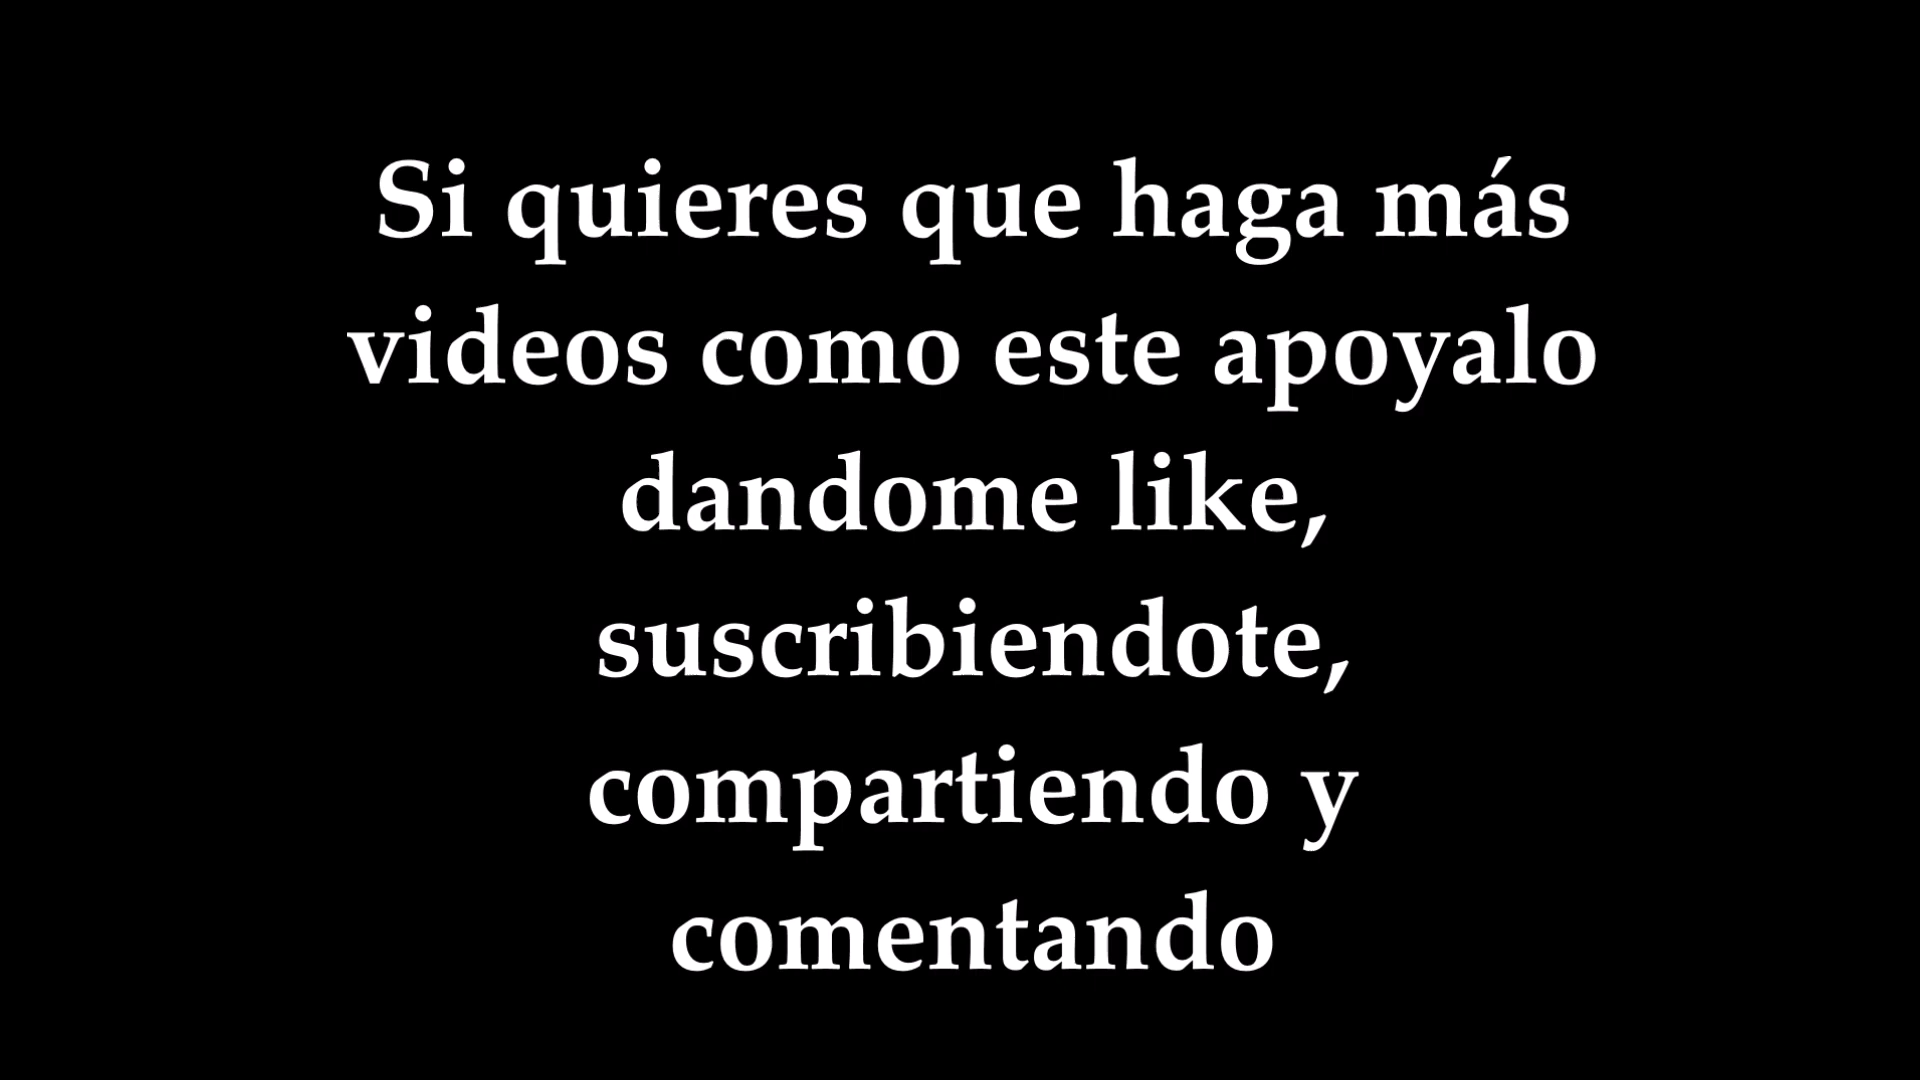 Si quieres que haga más
videos como este apoyalo
dandome like,
suscribiendote,
compartiendo y
comentando